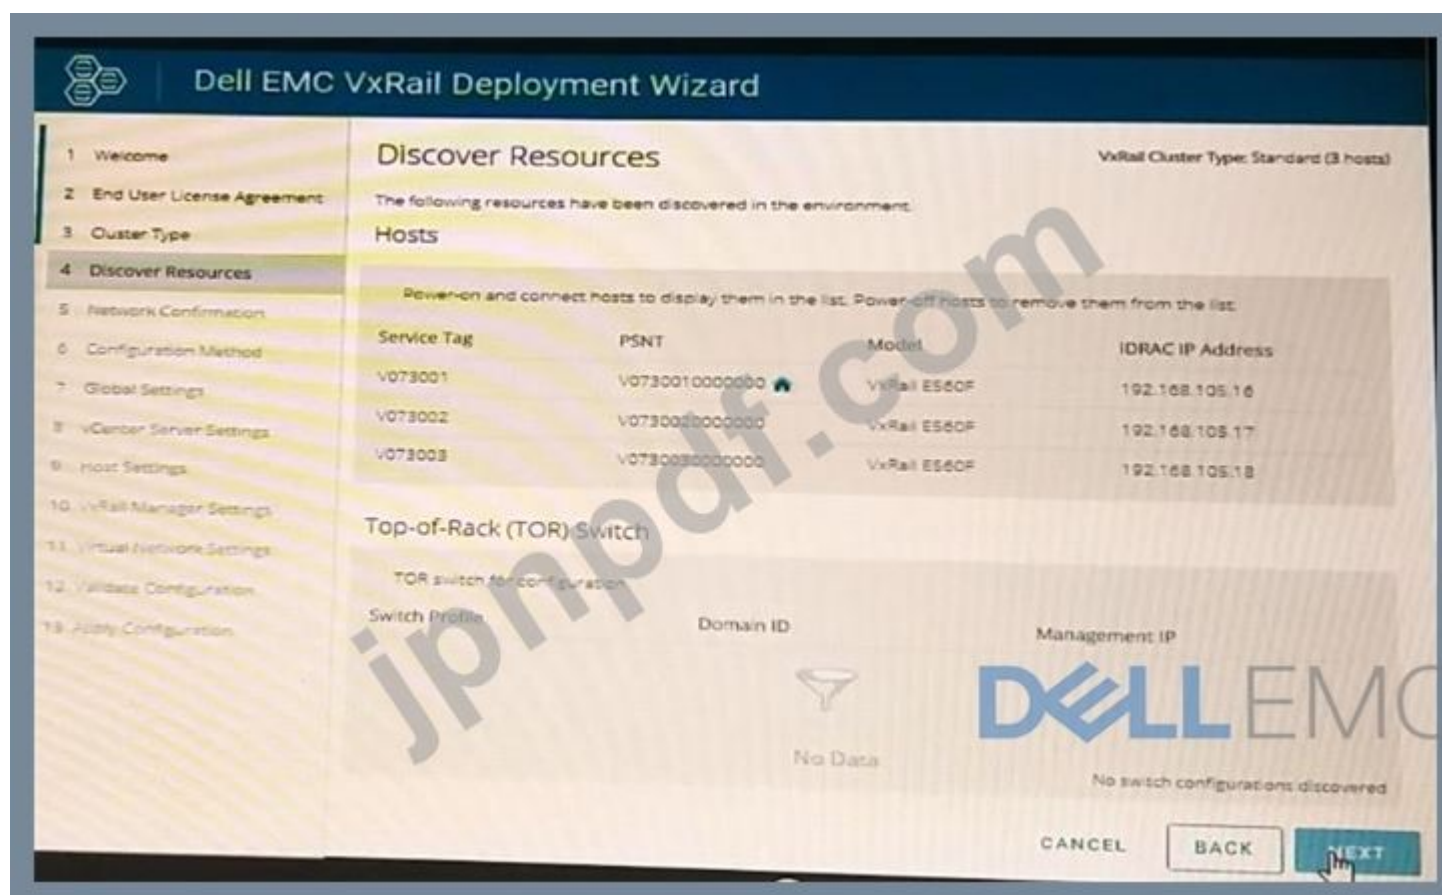 Dell EMC VxRail Deployment Wizard
1 Welcome
2 End User License Agreement
3 Cluster Type
4 Discover Resources
5 Network Confirmation
6 Configuration Method
7 Global Settings
8 vCenter Server Settings
9 Host Settings
10 VxRail Manager Settings
11 Virtual Network Settings
12 Validate Configuration
13 Apply Configuration
Discover Resources
VxRail Cluster Type: Standard (3 hosts)
The following resources have been discovered in the environment.
Hosts
Power-on and connect hosts to display them in the list. Power-off hosts to remove them from the list.
Service Tag PSNT Model iDRAC IP Address
V073001 V0730010000000 VxRail E560F 192.168.105.16
V073002 V0730020000000 VxRail E560F 192.168.105.17
V073003 V0730030000000 VxRail E560F 192.168.105.18
Top-of-Rack (TOR) Switch
TOR switch for configuration
Switch Profile Domain ID Management IP
No Data
No switch configurations discovered
CANCEL BACK NEXT
DELL EMC
jpnpdf.com